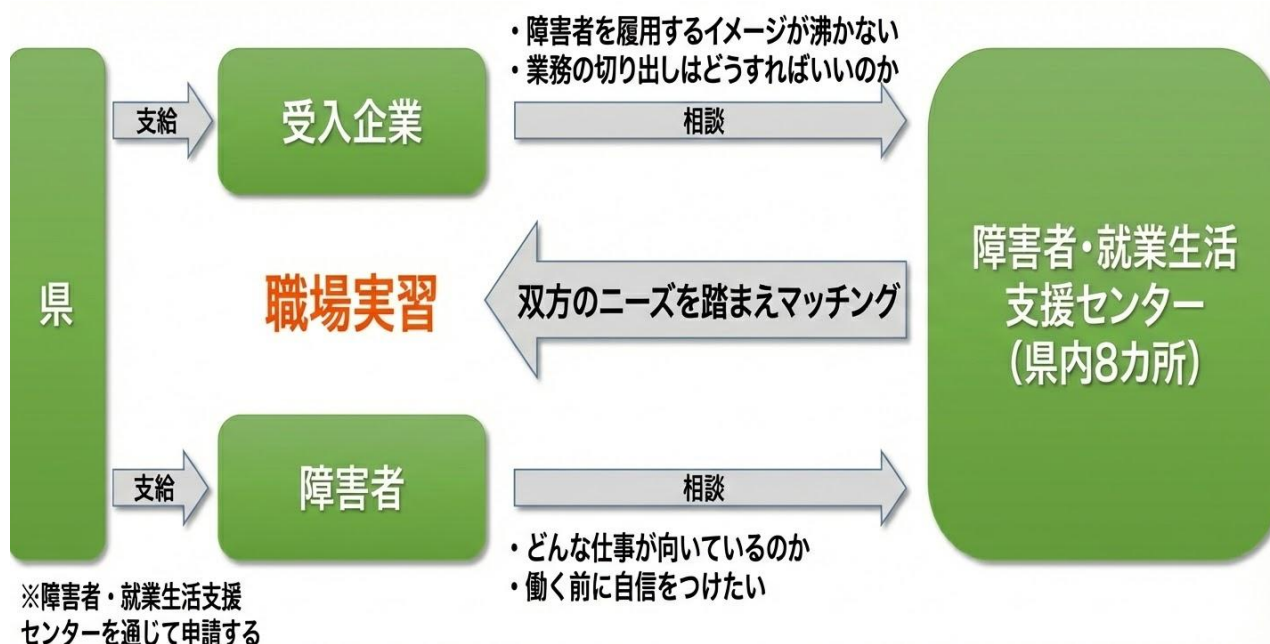 ・障害者を履用するイメージが沸かない
・業務の切り出しはどうすればいいのか
県
支給
受入企業
相談
職場実習
双方のニーズを踏まえマッチング
障害者・就業生活
支援センター
（県内8カ所）
支給
障害者
相談
・どんな仕事が向いているのか
・働く前に自信をつけたい
※障害者・就業生活支援
センターを通じて申請する